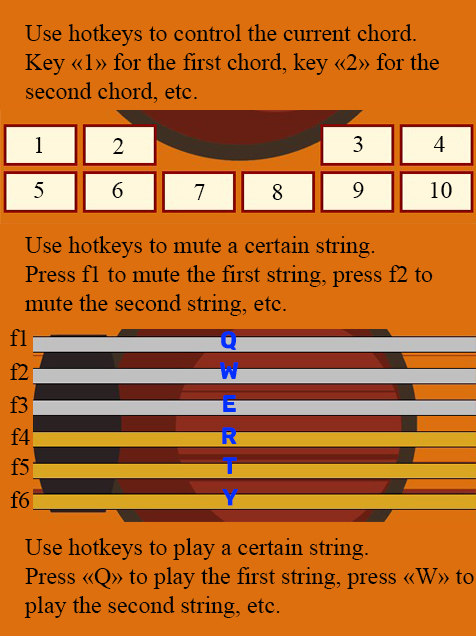 Use hotkeys to control the current chord.
Key «1» for the first chord, key «2» for the
second chord, etc.
1 2 3 4
5 6 7 8 9 10
Use hotkeys to mute a certain string.
Press f1 to mute the first string, press f2 to
mute the second string, etc.
f1 Q
f2 W
f3 E
f4 R
f5 T
f6 Y
Use hotkeys to play a certain string.
Press «Q» to play the first string, press «W» to
play the second string, etc.